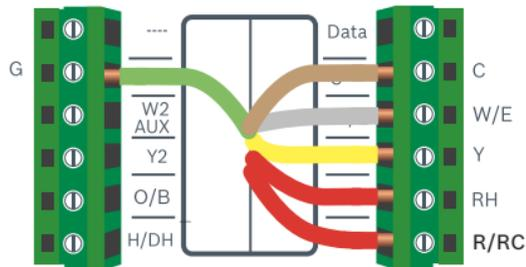 ----
Data
G
C
W2
AUX
W/E
Y2
Y
O/B
RH
H/DH
R/RC